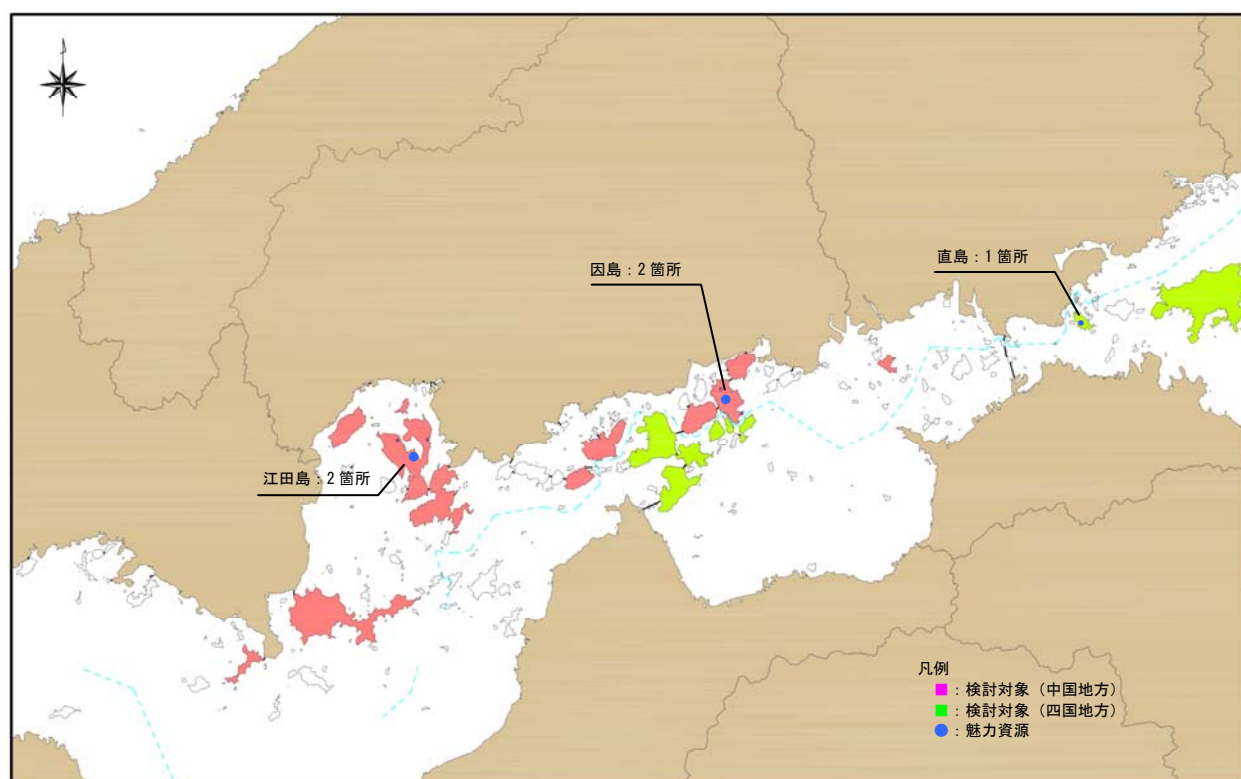 直島：1 箇所
因島：2 箇所
江田島：2 箇所
凡例
：検討対象（中国地方）
：検討対象（四国地方）
：魅力資源